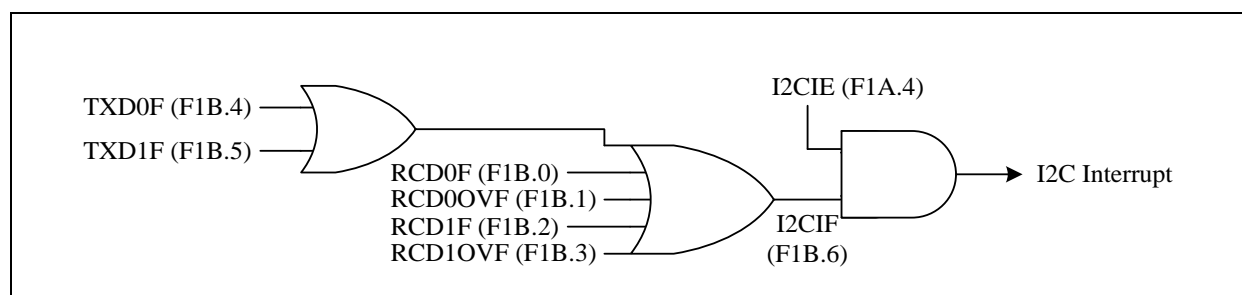 I2CIE (F1A.4)
TXD0F (F1B.4)
TXD1F (F1B.5)
RCD0F (F1B.0)
RCD0OVF (F1B.1)
RCD1F (F1B.2)
RCD1OVF (F1B.3)
I2CIF
(F1B.6)
I2C Interrupt